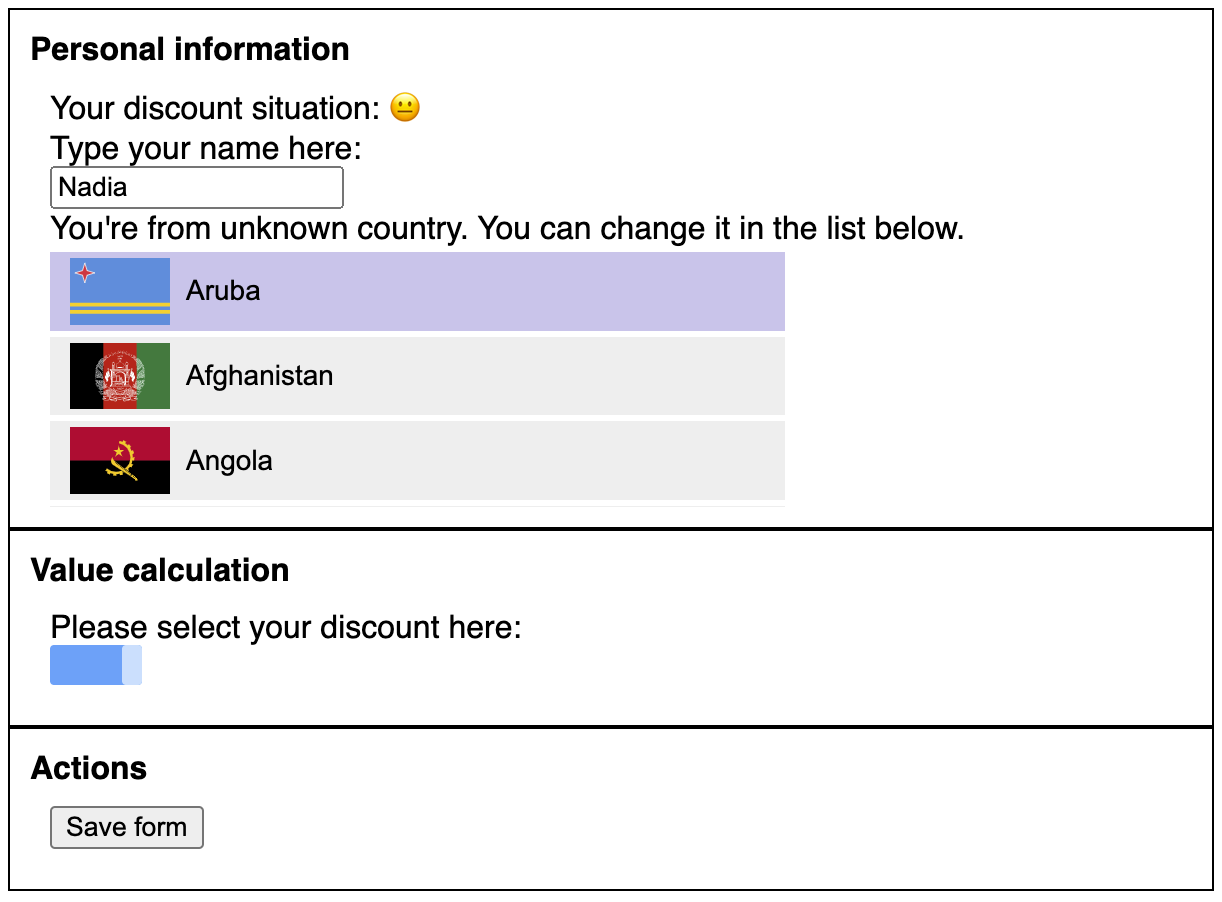 Personal information
Your discount situation: 😐
Type your name here:
Nadia
You're from unknown country. You can change it in the list below.
Aruba
Afghanistan
Angola
Value calculation
Please select your discount here:
Actions
Save form